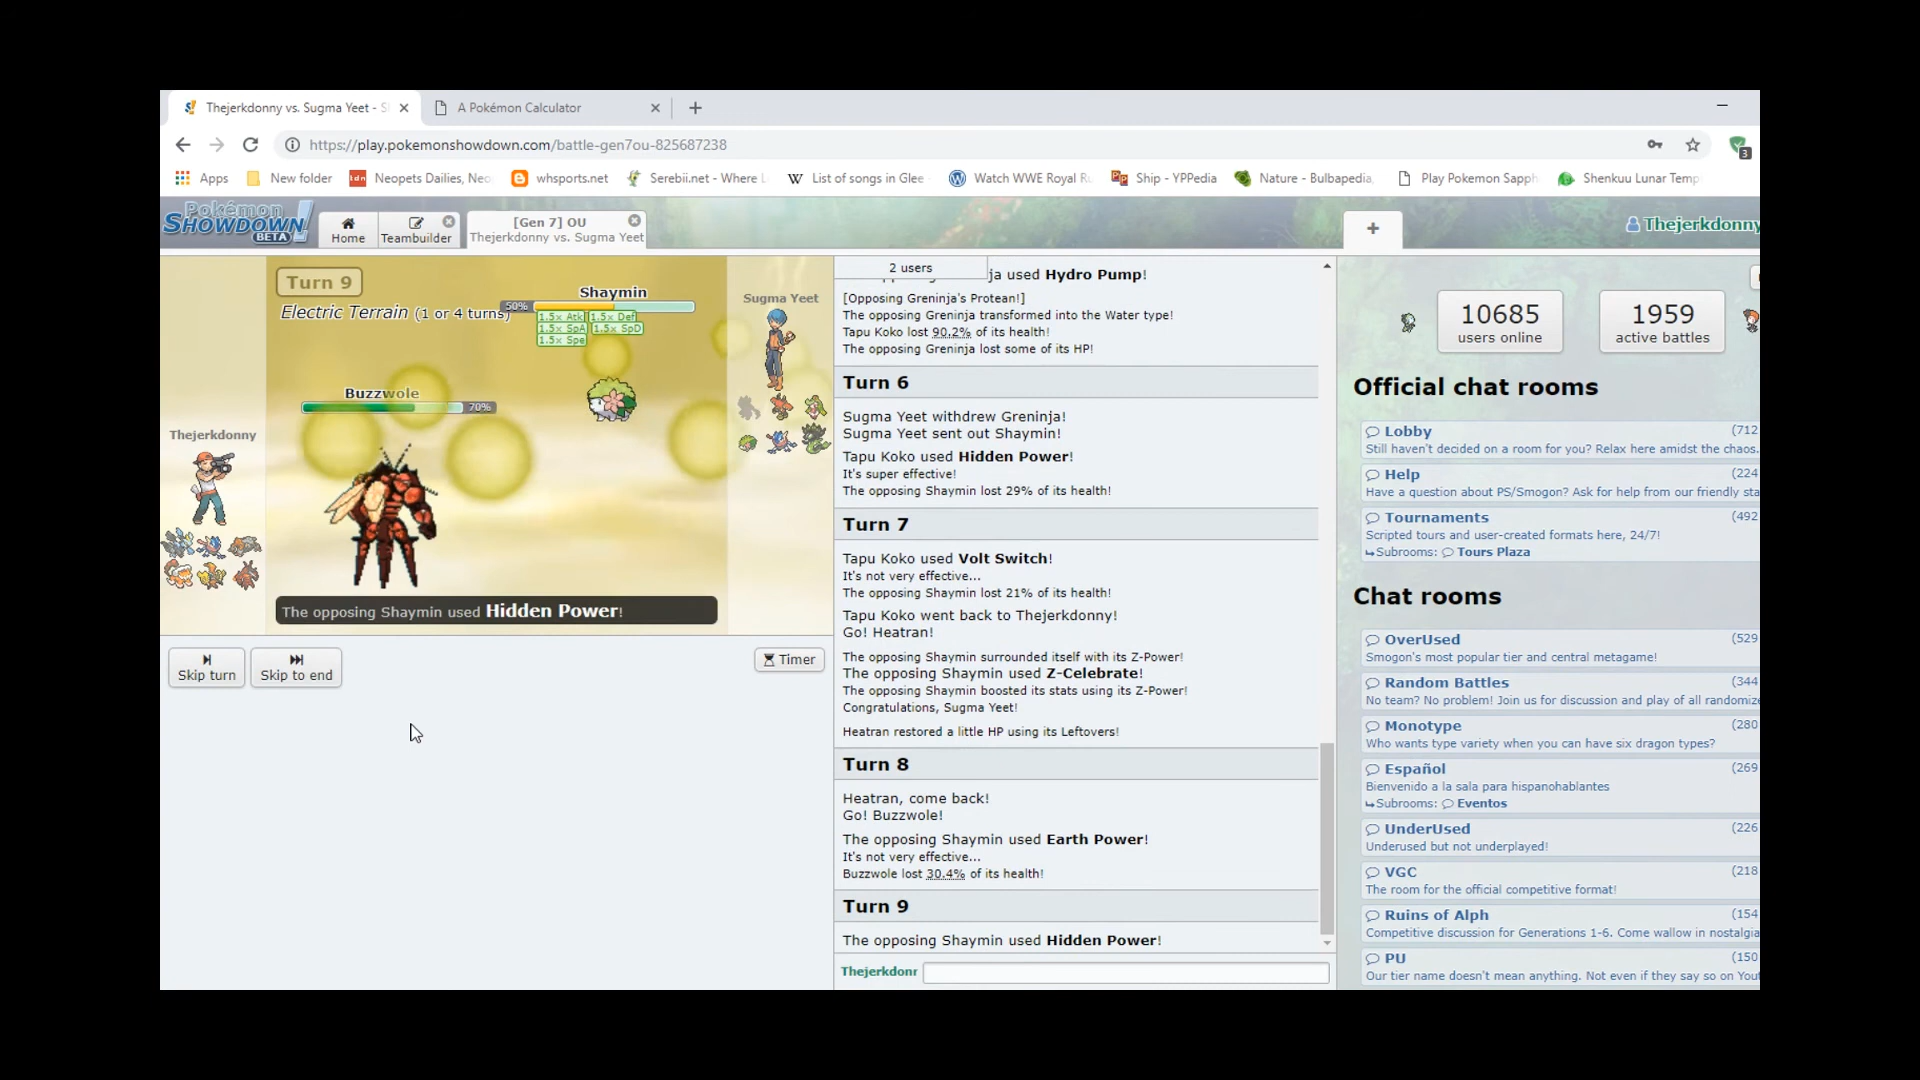 Thejerkdonny vs. Sugma Yeet - S
A Pokémon Calculator
https://play.pokemonshowdown.com/battle-gen7ou-825687238
3
Apps
New folder
Neopets Dailies, Neo
whsports.net
Serebii.net - Where L
List of songs in Glee
Watch WWE Royal Ru
Ship - YPPedia
Nature - Bulbapedia,
Play Pokemon Sapph
Shenkuu Lunar Temp
Pokémon
SHOWDOWN!
BETA
Home
Teambuilder
[Gen 7] OU
Thejerkdonny vs. Sugma Yeet
+
Thejerkdonny
Turn 9
Electric Terrain (1 or 4 turns)
Shaymin
50%
1.5× Atk 1.5× Def
1.5× SpA 1.5× SpD
1.5× Spe
Buzzwole
70%
Thejerkdonny
Sugma Yeet
The opposing Shaymin used Hidden Power!
Skip turn
Skip to end
Timer
2 users
ja used Hydro Pump!
[Opposing Greninja's Protean!]
The opposing Greninja transformed into the Water type!
Tapu Koko lost 90.2% of its health!
The opposing Greninja lost some of its HP!
Turn 6
Sugma Yeet withdrew Greninja!
Sugma Yeet sent out Shaymin!
Tapu Koko used Hidden Power!
It's super effective!
The opposing Shaymin lost 29% of its health!
Turn 7
Tapu Koko used Volt Switch!
It's not very effective...
The opposing Shaymin lost 21% of its health!
Tapu Koko went back to Thejerkdonny!
Go! Heatran!
The opposing Shaymin surrounded itself with its Z-Power!
The opposing Shaymin used Z-Celebrate!
The opposing Shaymin boosted its stats using its Z-Power!
Congratulations, Sugma Yeet!
Heatran restored a little HP using its Leftovers!
Turn 8
Heatran, come back!
Go! Buzzwole!
The opposing Shaymin used Earth Power!
It's not very effective...
Buzzwole lost 30.4% of its health!
Turn 9
The opposing Shaymin used Hidden Power!
Thejerkdonr
10685
users online
1959
active battles
Official chat rooms
Lobby (712
Still haven't decided on a room for you? Relax here amidst the chaos.
Help (224
Have a question about PS/Smogon? Ask for help from our friendly sta
Tournaments (492
Scripted tours and user-created formats here, 24/7!
↳Subrooms: Tours Plaza
Chat rooms
OverUsed (529
Smogon's most popular tier and central metagame!
Random Battles (344
No team? No problem! Join us for discussion and play of all randomize
Monotype (280
Who wants type variety when you can have six dragon types?
Español (269
Bienvenido a la sala para hispanohablantes
↳Subrooms: Eventos
UnderUsed (226
Underused but not underplayed!
VGC (218
The room for the official competitive format!
Ruins of Alph (154
Competitive discussion for Generations 1-6. Come wallow in nostalgia
PU (150
Our tier name doesn't mean anything. Not even if they say so on You